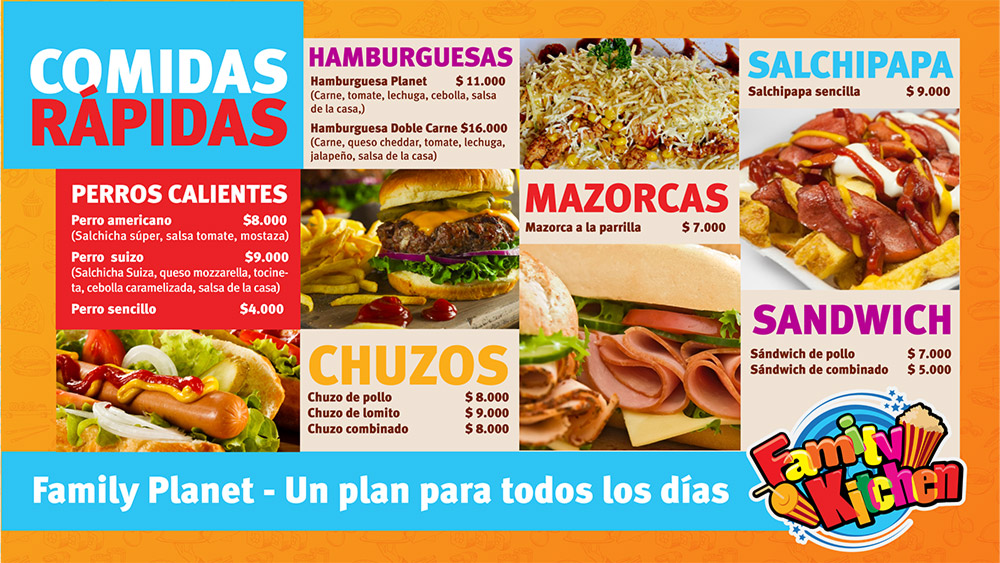 COMIDAS
RÁPIDAS
HAMBURGUESAS
Hamburguesa Planet $ 11.000
(Carne, tomate, lechuga, cebolla, salsa
de la casa,)
Hamburguesa Doble Carne $16.000
(Carne, queso cheddar, tomate, lechuga,
jalapeño, salsa de la casa)
SALCHIPAPA
Salchipapa sencilla $ 9.000
PERROS CALIENTES
Perro americano $8.000
(Salchicha súper, salsa tomate, mostaza)
Perro suizo $9.000
(Salchicha Suiza, queso mozzarella, tocine-
ta, cebolla caramelizada, salsa de la casa)
Perro sencillo $4.000
MAZORCAS
Mazorca a la parrilla $ 7.000
CHUZOS
Chuzo de pollo $ 8.000
Chuzo de lomito $ 9.000
Chuzo combinado $ 8.000
SANDWICH
Sándwich de pollo $ 7.000
Sándwich de combinado $ 5.000
Family Planet - Un plan para todos los días
Family
Kitchen